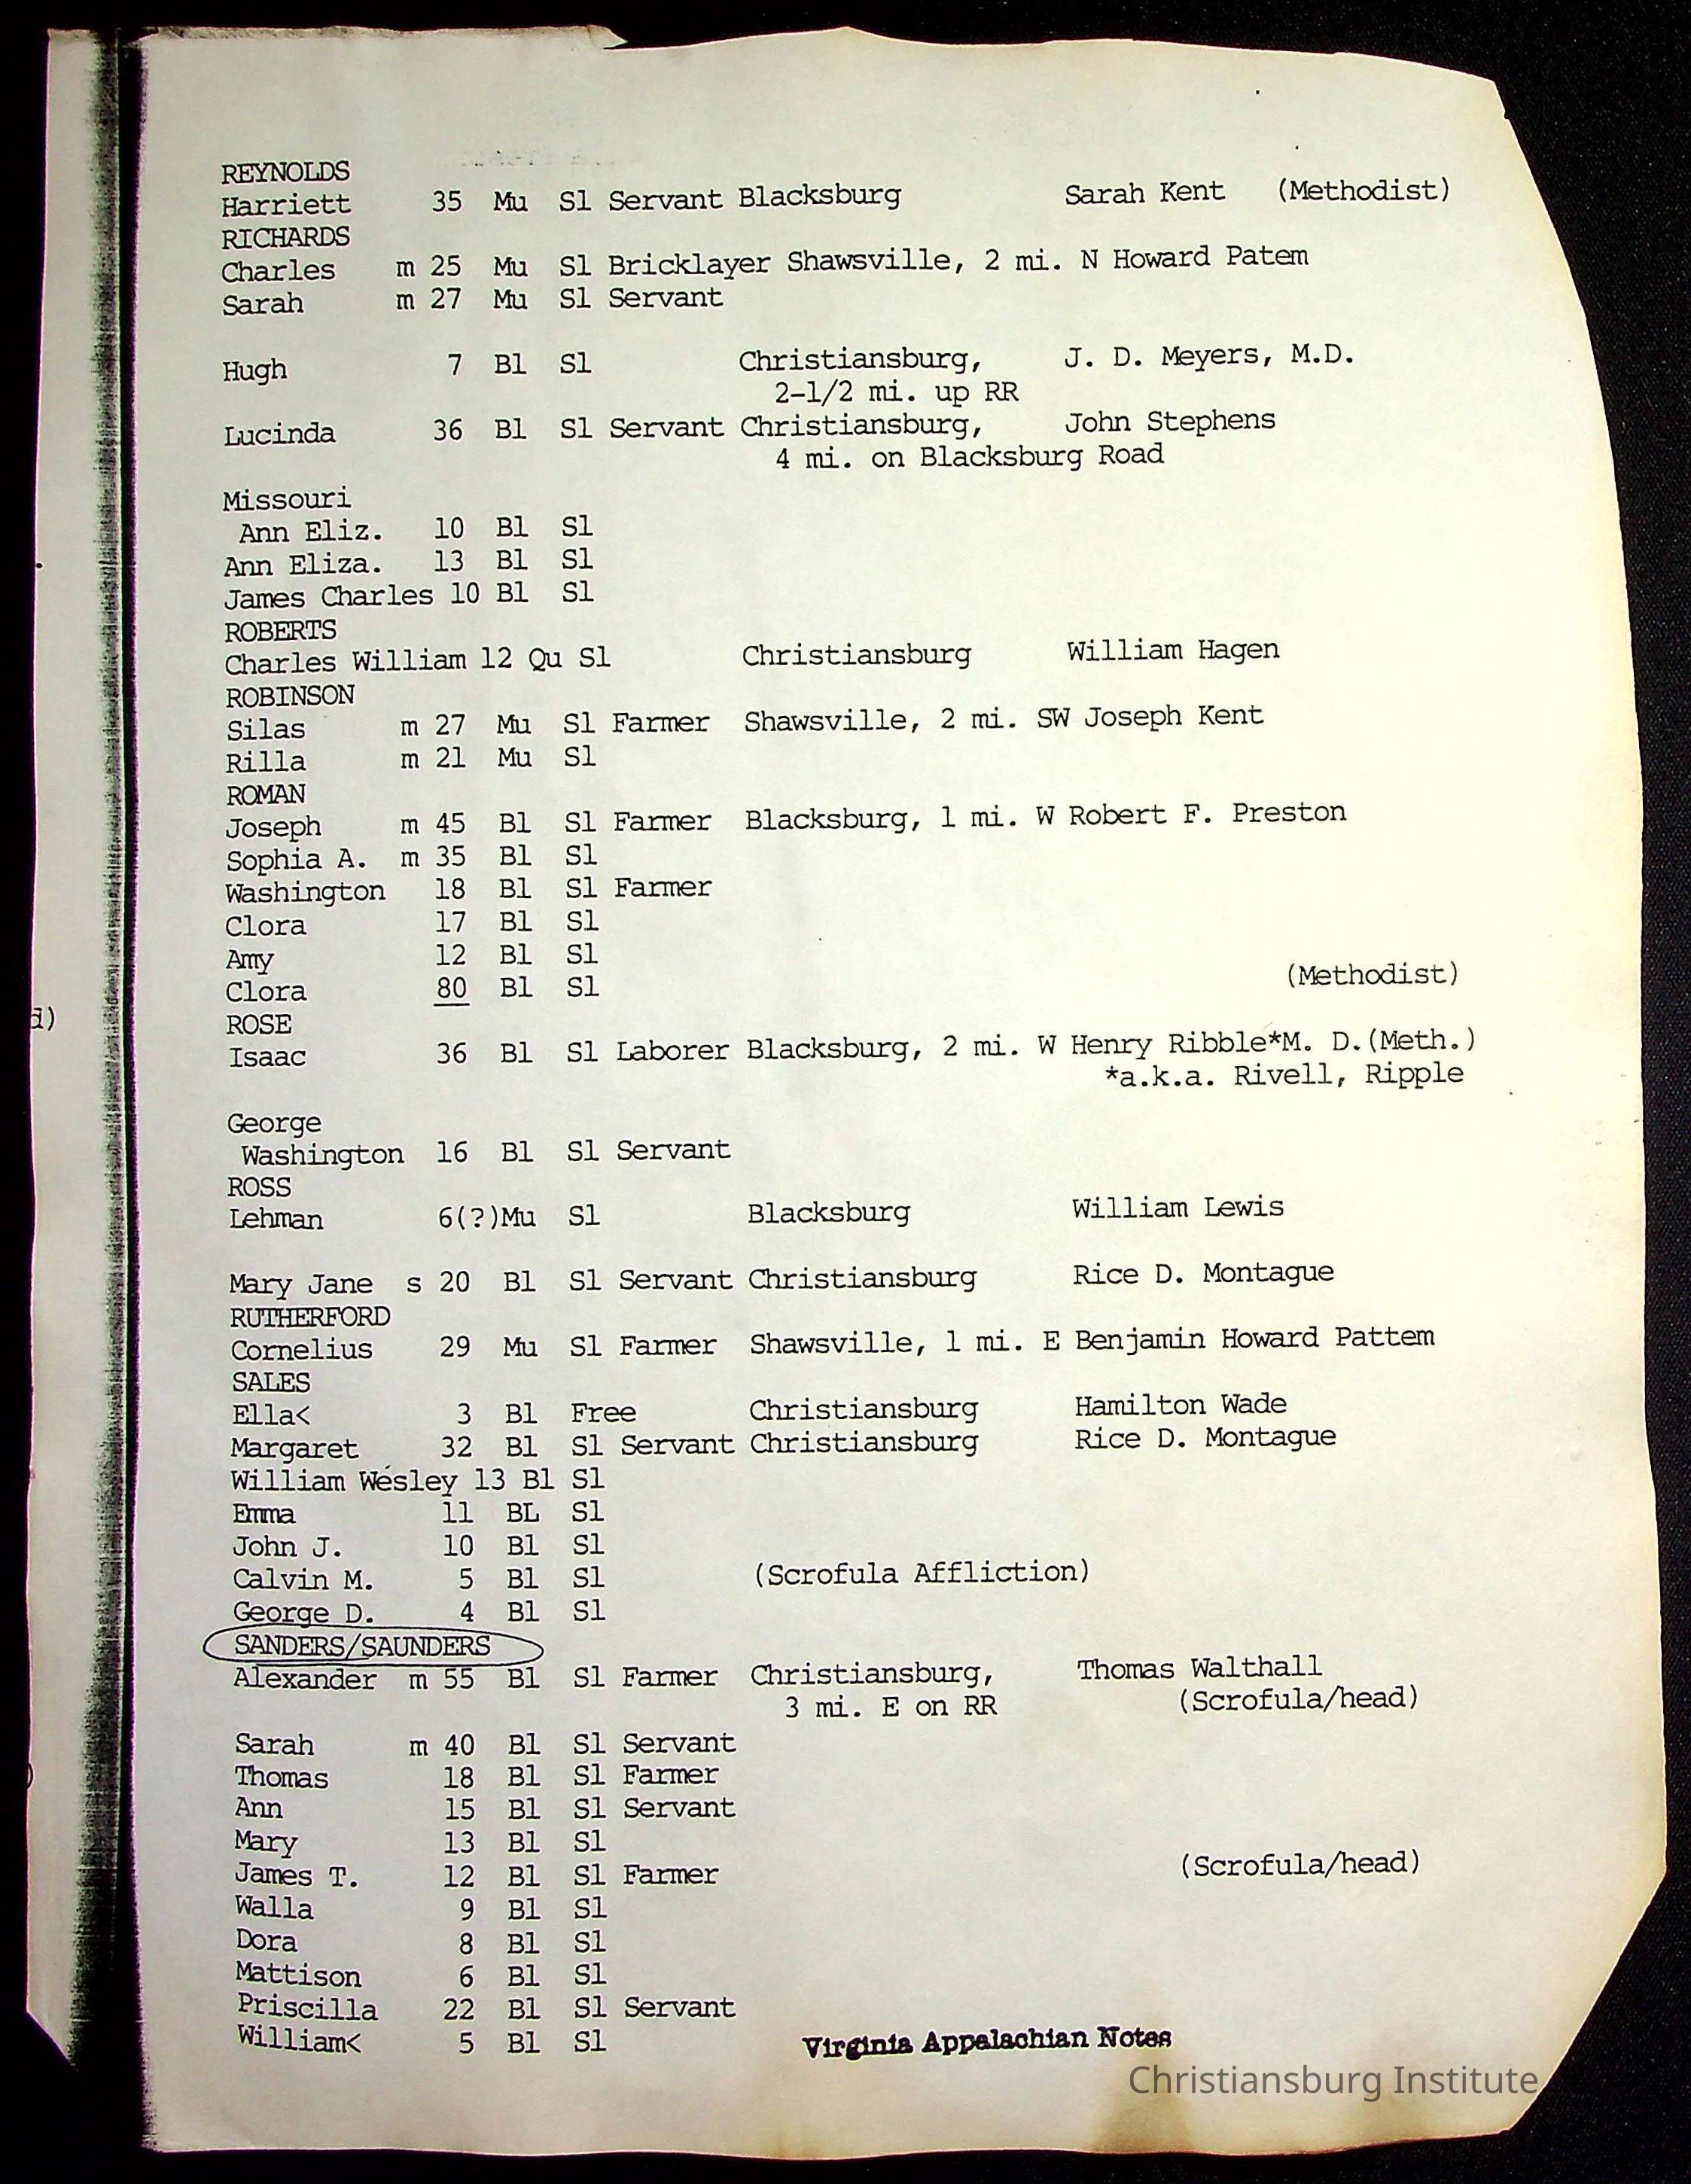 REYNOLDS
Harriett 35 Mu Sl Servant Blacksburg Sarah Kent (Methodist)
RICHARDS
Charles m 25 Mu Sl Bricklayer Shawsville, 2 mi. N Howard Patem
Sarah m 27 Mu Sl Servant
Hugh 7 Bl Sl Christiansburg, J. D. Meyers, M.D.
2-1/2 mi. up RR
Lucinda 36 Bl Sl Servant Christiansburg, John Stephens
4 mi. on Blacksburg Road
Missouri
Ann Eliz. 10 Bl Sl
Ann Eliza. 13 Bl Sl
James Charles 10 Bl Sl
ROBERTS
Charles William 12 Qu Sl Christiansburg William Hagen
ROBINSON
Silas m 27 Mu Sl Farmer Shawsville, 2 mi. SW Joseph Kent
Rilla m 21 Mu Sl
ROMAN
Joseph m 45 Bl Sl Farmer Blacksburg, 1 mi. W Robert F. Preston
Sophia A. m 35 Bl Sl
Washington 18 Bl Sl Farmer
Clora 17 Bl Sl
Amy 12 Bl Sl
Clora 80 Bl Sl (Methodist)
d)
ROSE
Isaac 36 Bl Sl Laborer Blacksburg, 2 mi. W Henry Ribble*M. D.(Meth.)
*a.k.a. Rivell, Ripple
George
Washington 16 Bl Sl Servant
ROSS
Lehman 6(?)Mu Sl Blacksburg William Lewis
Mary Jane s 20 Bl Sl Servant Christiansburg Rice D. Montague
RUTHERFORD
Cornelius 29 Mu Sl Farmer Shawsville, 1 mi. E Benjamin Howard Pattem
SALES
Ella< 3 Bl Free Christiansburg Hamilton Wade
Margaret 32 Bl Sl Servant Christiansburg Rice D. Montague
William Wesley 13 Bl Sl
Emma 11 BL Sl
John J. 10 Bl Sl
Calvin M. 5 Bl Sl (Scrofula Affliction)
George D. 4 Bl Sl
SANDERS/SAUNDERS
Alexander m 55 Bl Sl Farmer Christiansburg, Thomas Walthall
3 mi. E on RR (Scrofula/head)
Sarah m 40 Bl Sl Servant
Thomas 18 Bl Sl Farmer
Ann 15 Bl Sl Servant
Mary 13 Bl Sl
James T. 12 Bl Sl Farmer (Scrofula/head)
Walla 9 Bl Sl
Dora 8 Bl Sl
Mattison 6 Bl Sl
Priscilla 22 Bl Sl Servant
William< 5 Bl Sl
Virginia Appalachian Notes
Christiansburg Institute